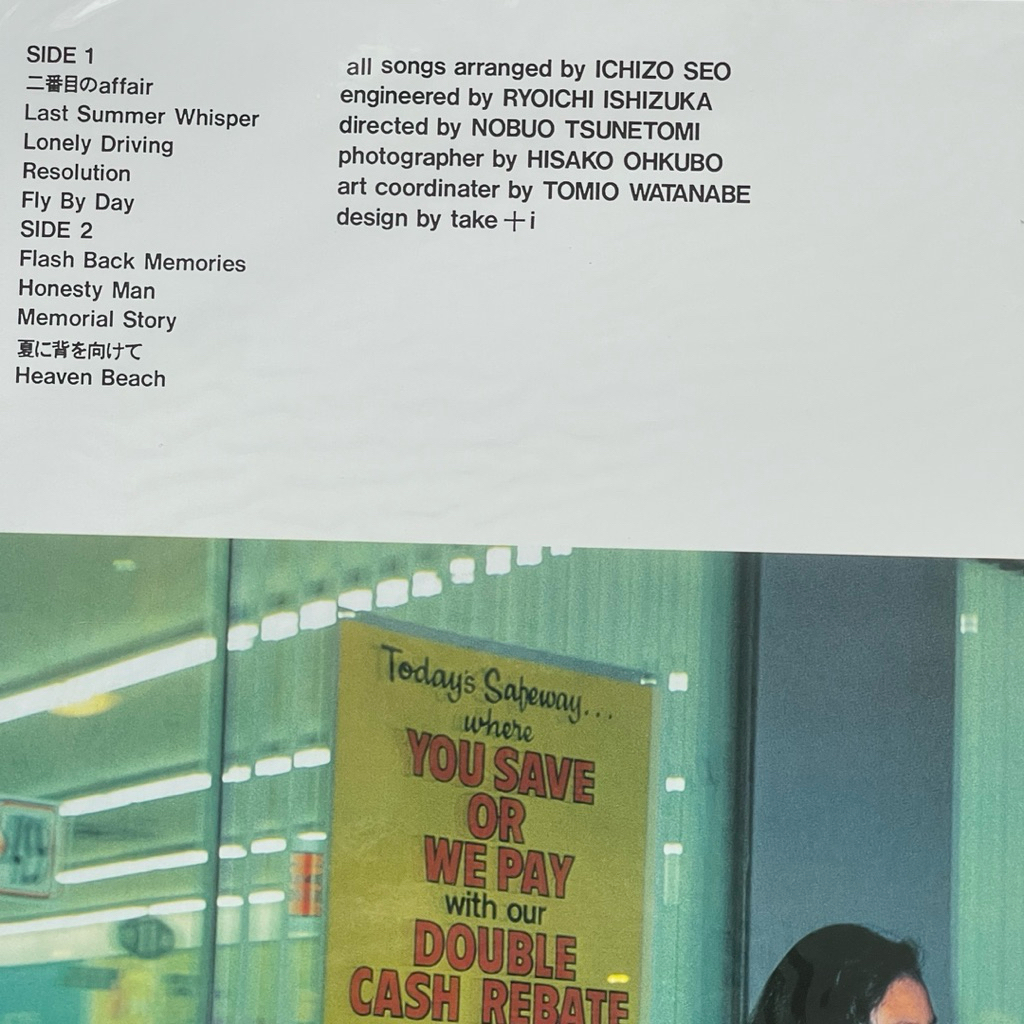 SIDE 1
二番目のaffair
Last Summer Whisper
Lonely Driving
Resolution
Fly By Day
SIDE 2
Flash Back Memories
Honesty Man
Memorial Story
夏に背を向けて
Heaven Beach
all songs arranged by ICHIZO SEO
engineered by RYOICHI ISHIZUKA
directed by NOBUO TSUNETOMI
photographer by HISAKO OHKUBO
art coordinater by TOMIO WATANABE
design by take+i
Today's Safeway...
where
YOU SAVE
OR
WE PAY
with our
DOUBLE
CASH REBATE